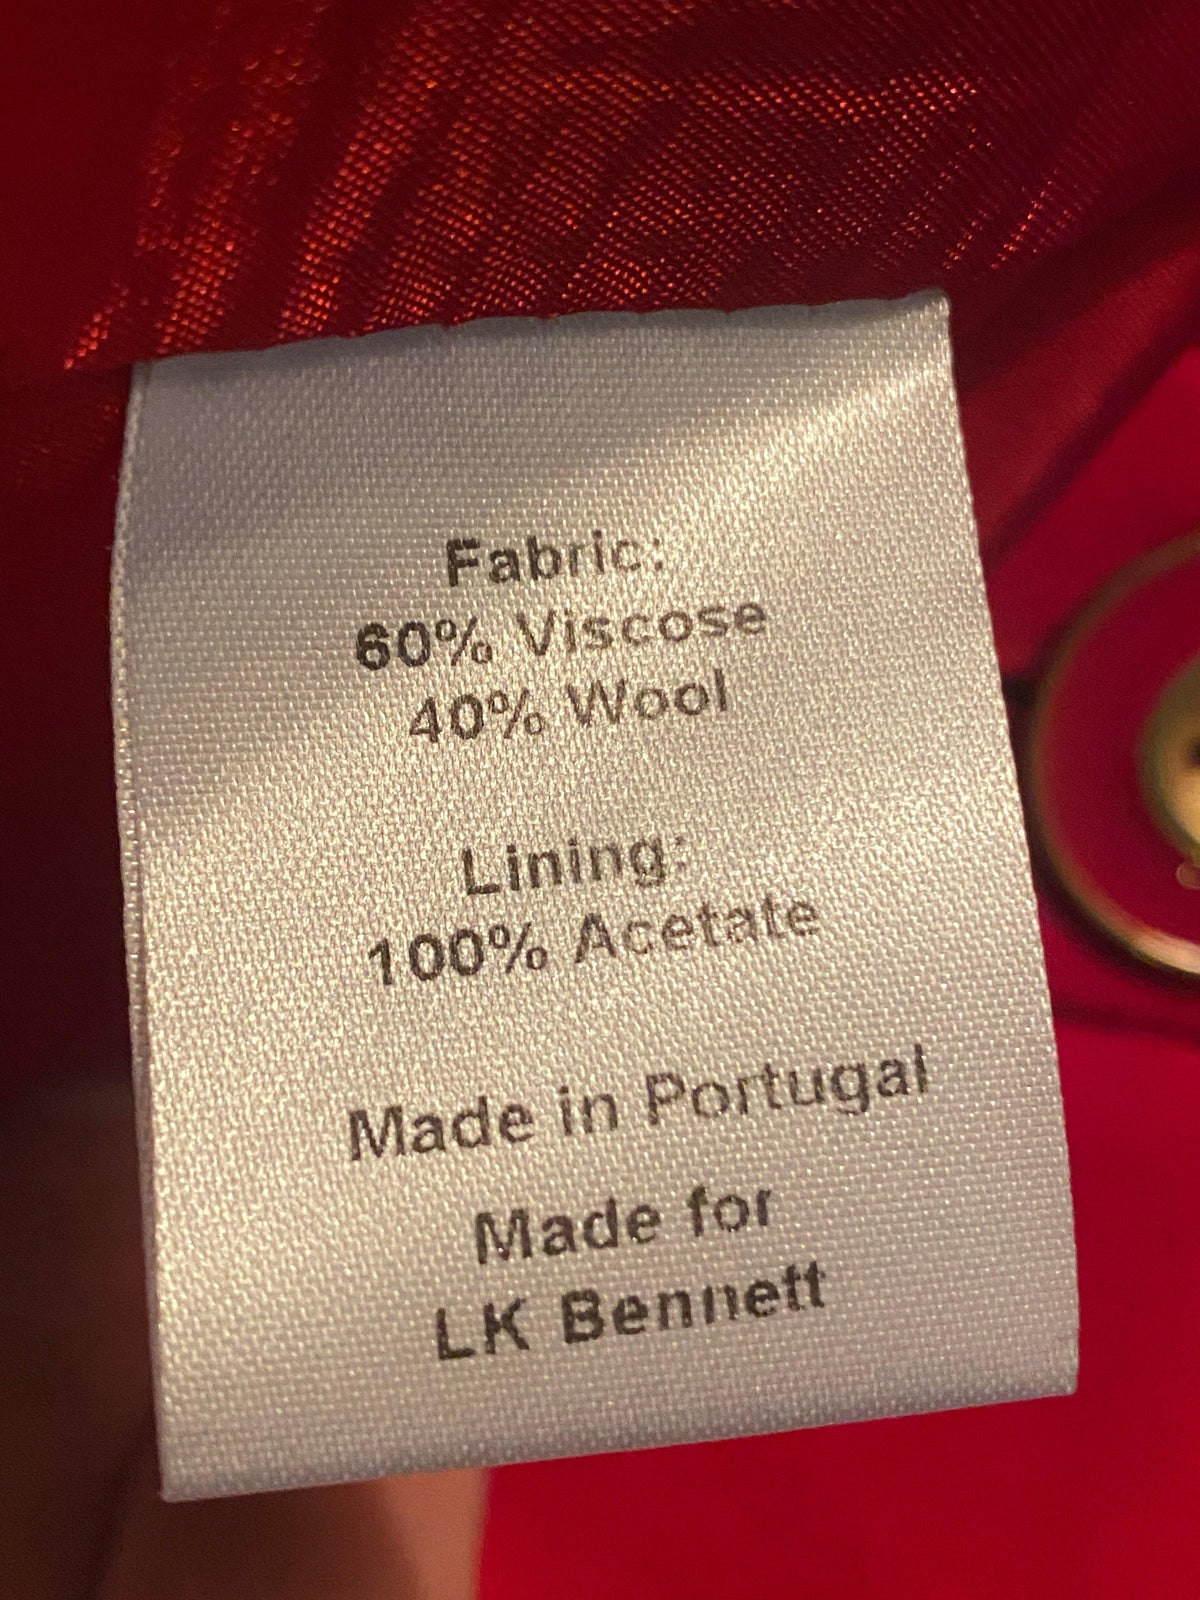 Fabric:
60% Viscose
40% Wool
Lining:
100% Acetate
Made in Portugal
Made for
LK Bennett